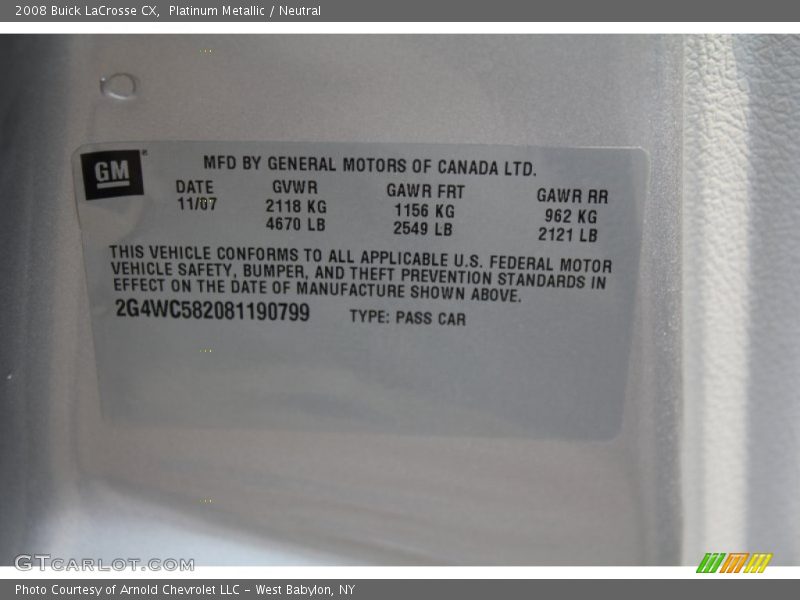 2008 Buick LaCrosse CX,  Platinum Metallic / Neutral
GM
MFD BY GENERAL MOTORS OF CANADA LTD.
DATE GVWR GAWR FRT GAWR RR
11/07 2118 KG 1156 KG 962 KG
4670 LB 2549 LB 2121 LB
THIS VEHICLE CONFORMS TO ALL APPLICABLE U.S. FEDERAL MOTOR
VEHICLE SAFETY, BUMPER, AND THEFT PREVENTION STANDARDS IN
EFFECT ON THE DATE OF MANUFACTURE SHOWN ABOVE.
2G4WC582081190799 TYPE: PASS CAR
GTCARLOT.COM
Photo Courtesy of Arnold Chevrolet LLC - West Babylon, NY